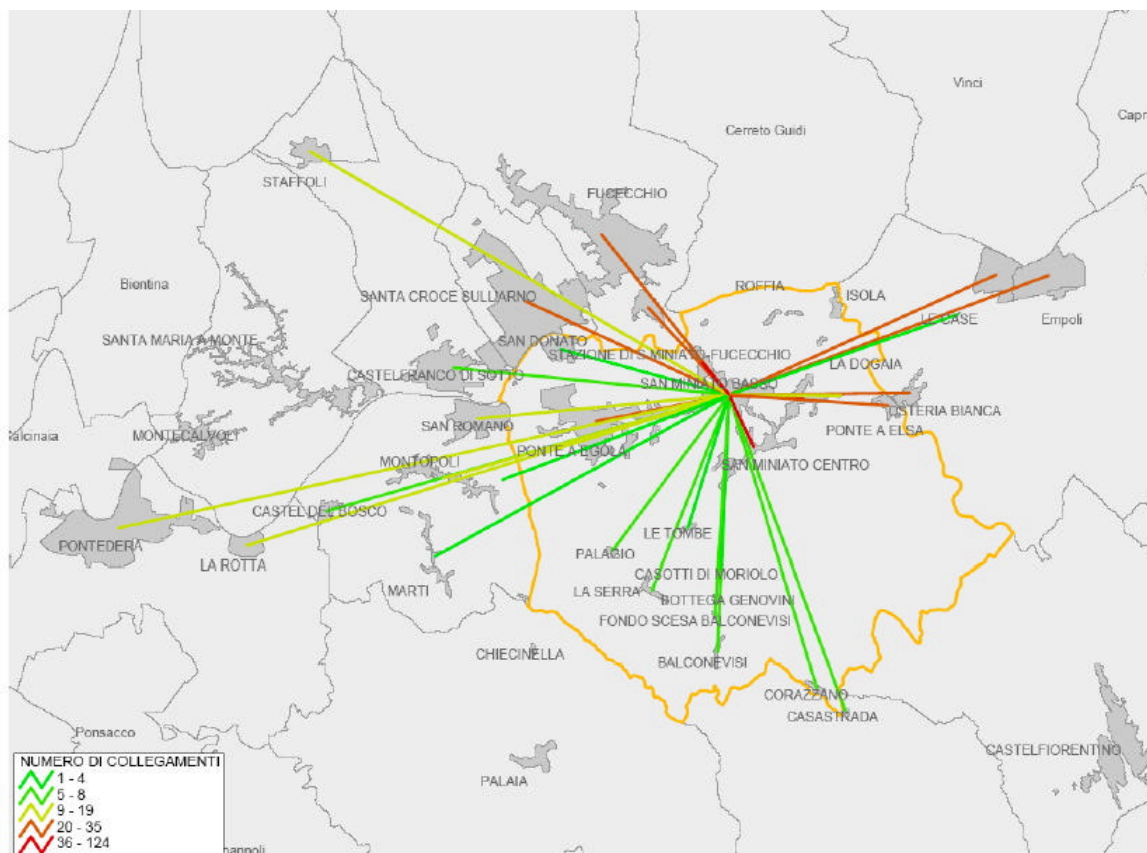 Vinci
Capr
Cerreto Guidi
STAFFOLI
FUCECCHIO
Bientina
ROFFIA
ISOLA
SANTA CROCE SULL'ARNO
LE CASE
Empoli
SANTA MARIA A MONTE
SAN DONATO
STAZIONE DI S.MINIATO-FUCECCHIO
LA DOGAIA
CASTELFRANCO DI SOTTO
SAN MINIATO BASSO
OSTERIA BIANCA
SAN ROMANO
PONTE A ELSA
Calcinaia
MONTECALVOLI
PONTE A EGOLA
MONTOPOLI
SAN MINIATO CENTRO
CASTEL DEL BOSCO
LE TOMBE
PONTEDERA
PALAGIO
LA ROTTA
CASOTTI DI MORIOLO
MARTI
LA SERRA
BOTTEGA GENOVINI
FONDO SCESA BALCONEVISI
CHIECINELLA
BALCONEVISI
CORAZZANO
CASASTRADA
Ponsacco
CASTELFIORENTINO
PALAIA
NUMERO DI COLLEGAMENTI
1 - 4
5 - 8
9 - 19
20 - 35
36 - 124